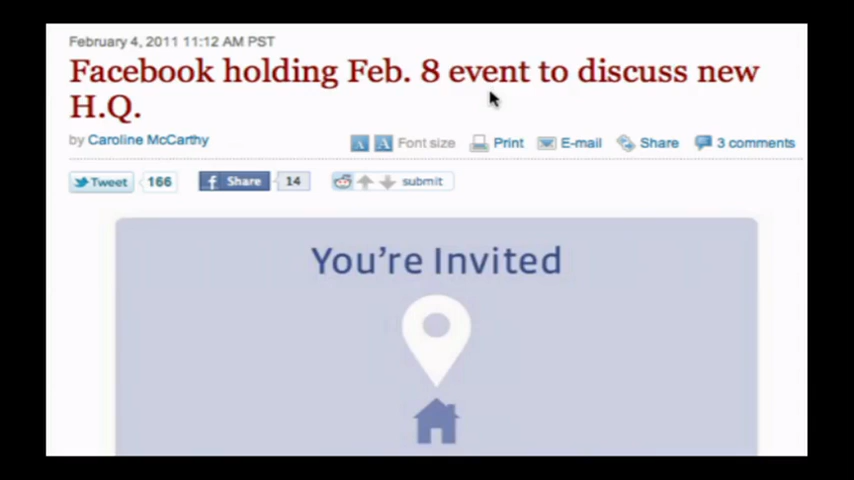 February 4, 2011 11:12 AM PST
Facebook holding Feb. 8 event to discuss new
H.Q.
by Caroline McCarthy
A A Font size Print E-mail Share 3 comments
Tweet 166 f Share 14 submit
You're Invited